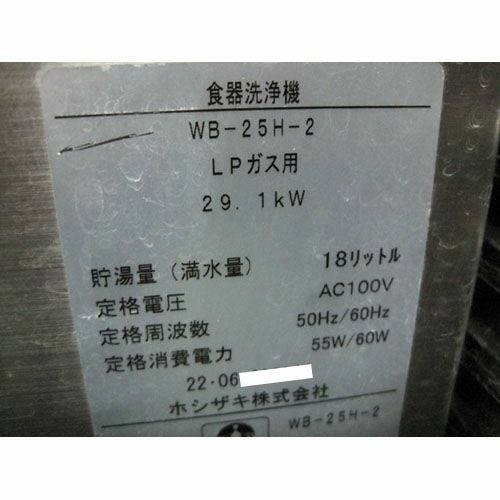 食器洗浄機
WB-25H-2
LPガス用
29.1kW
貯湯量(満水量) 18リットル
定格電圧 AC100V
定格周波数 50Hz/60Hz
定格消費電力 55W/60W
22・06
ホシザキ株式会社
WB-25H-2